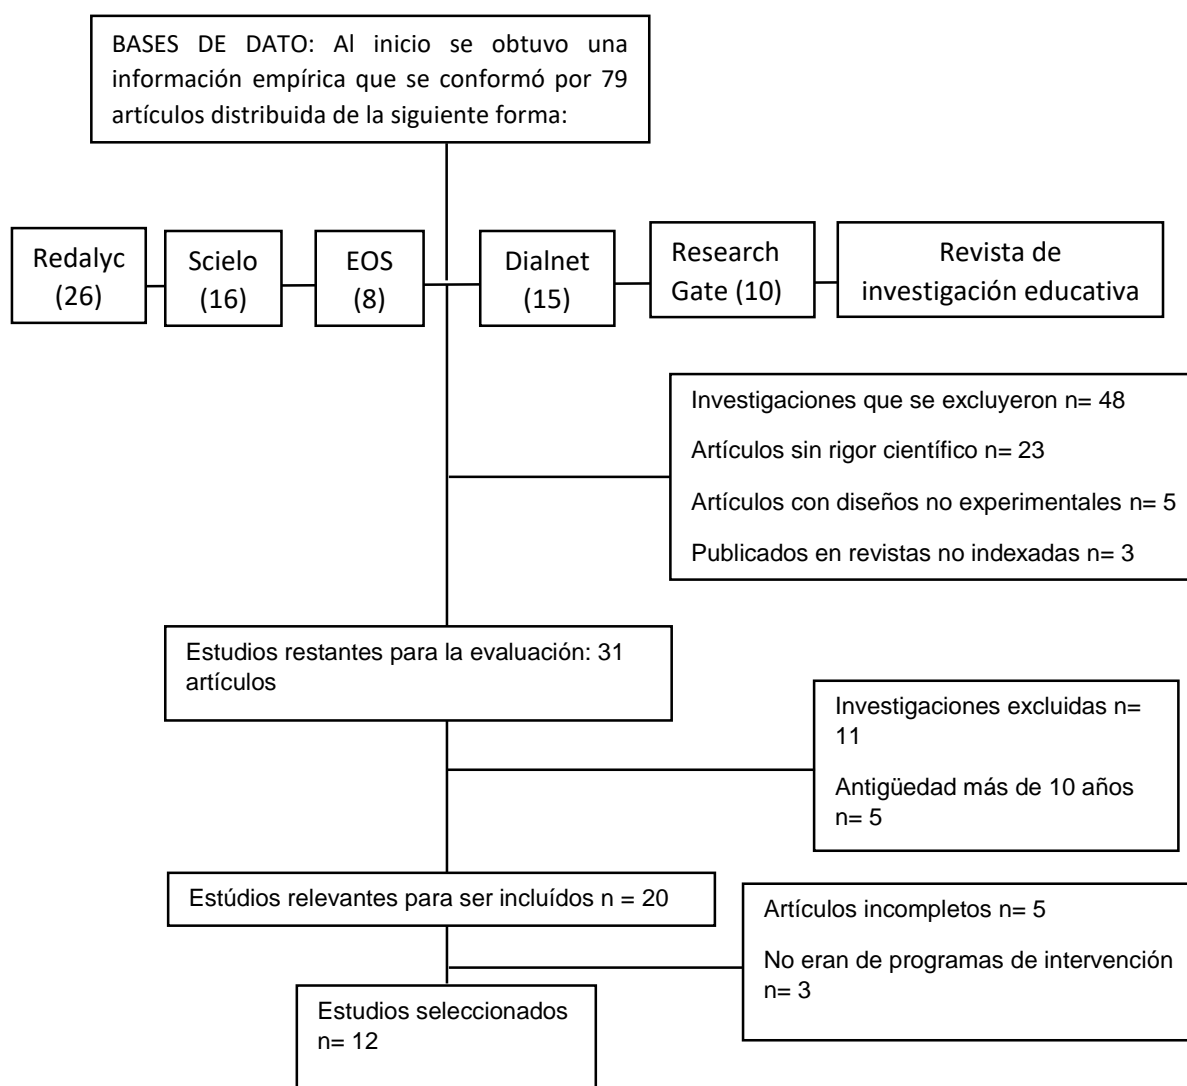 BASES DE DATO: Al inicio se obtuvo una
información empírica que se conformó por 79
artículos distribuida de la siguiente forma:
Redalyc
(26)
Scielo
(16)
EOS
(8)
Dialnet
(15)
Research
Gate (10)
Revista de
investigación educativa
Investigaciones que se excluyeron n= 48
Artículos sin rigor científico n= 23
Artículos con diseños no experimentales n= 5
Publicados en revistas no indexadas n= 3
Estudios restantes para la evaluación: 31
artículos
Investigaciones excluidas n=
11
Antigüedad más de 10 años
n= 5
Estúdios relevantes para ser incluídos n = 20
Artículos incompletos n= 5
No eran de programas de intervención
n= 3
Estudios seleccionados
n= 12